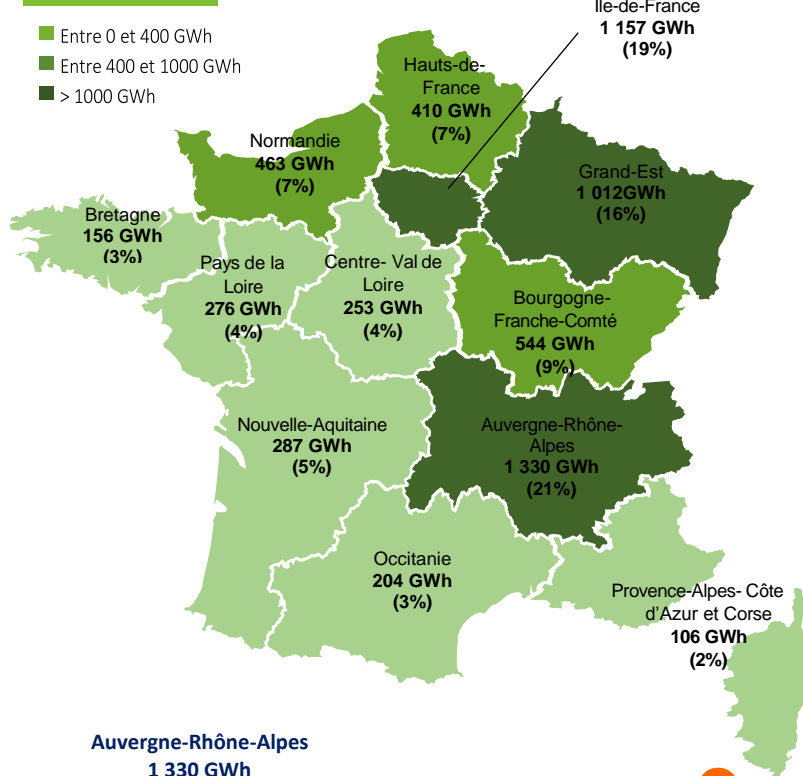 Entre 0 et 400 GWh
Entre 400 et 1000 GWh
> 1000 GWh
Ile-de-France
1 157 GWh
(19%)
Hauts-de-
France
410 GWh
(7%)
Normandie
463 GWh
(7%)
Grand-Est
1 012GWh
(16%)
Bretagne
156 GWh
(3%)
Pays de la
Loire
276 GWh
(4%)
Centre- Val de
Loire
253 GWh
(4%)
Bourgogne-
Franche-Comté
544 GWh
(9%)
Nouvelle-Aquitaine
287 GWh
(5%)
Auvergne-Rhône-
Alpes
1 330 GWh
(21%)
Occitanie
204 GWh
(3%)
Provence-Alpes- Côte
d'Azur et Corse
106 GWh
(2%)
Auvergne-Rhône-Alpes
1 330 GWh